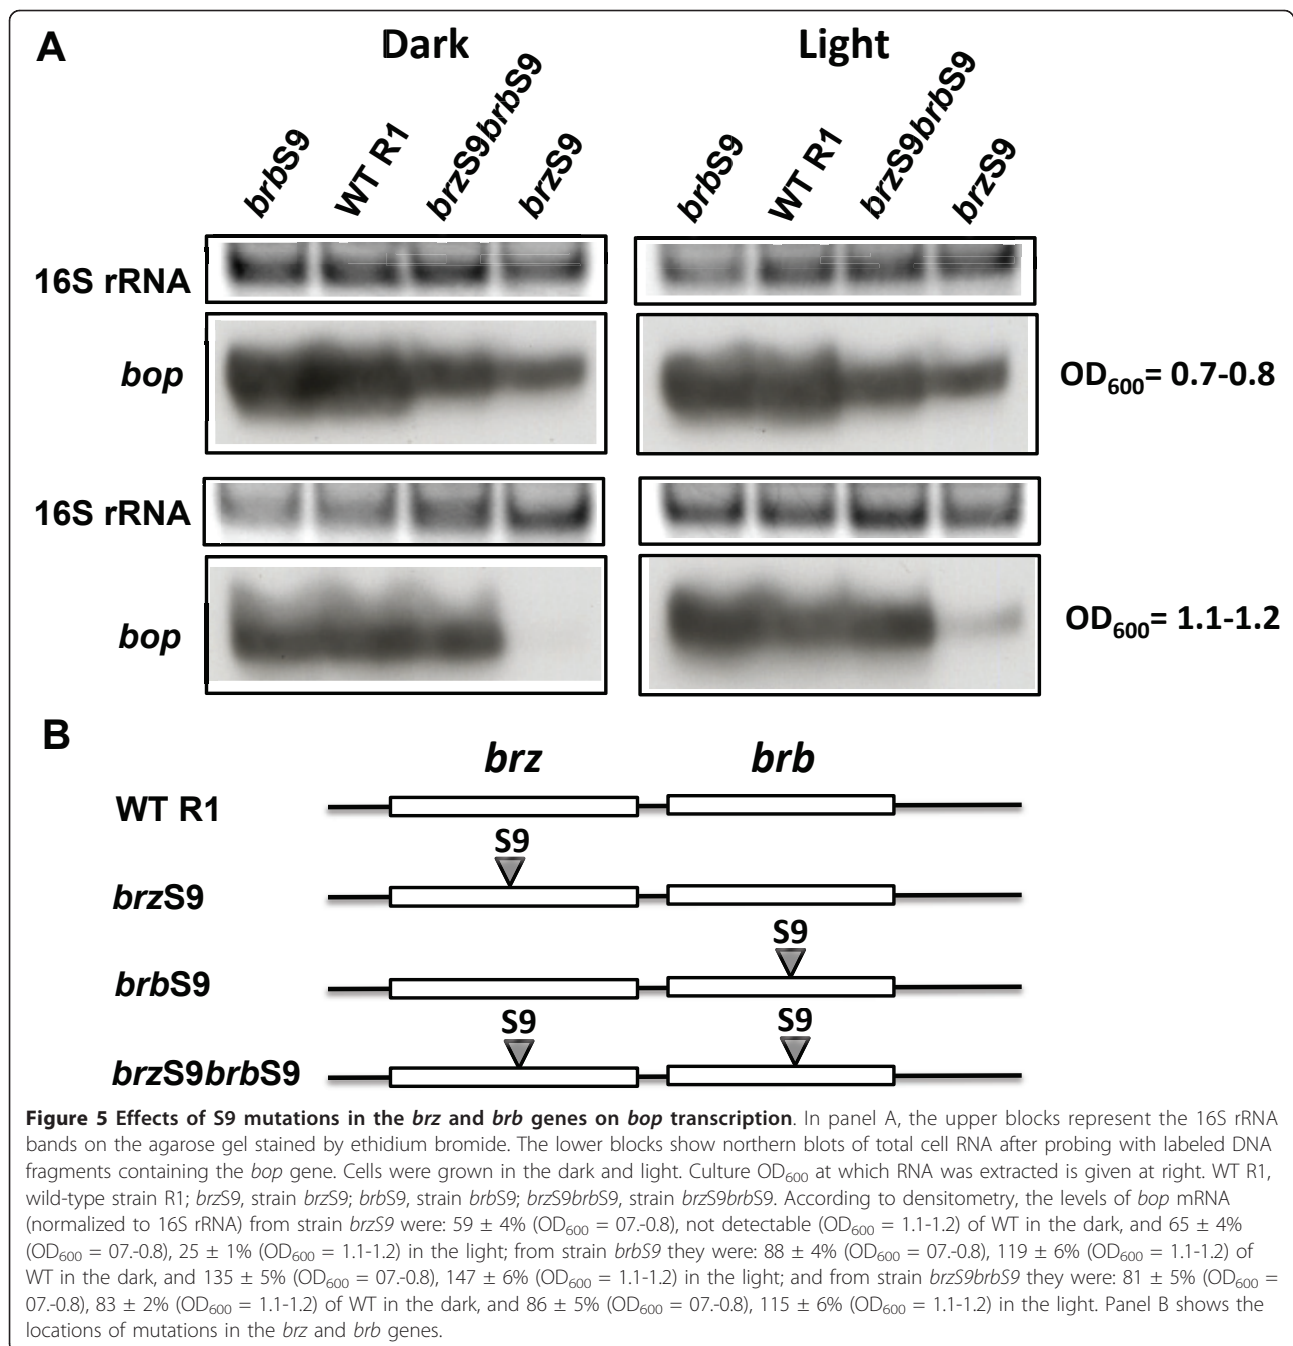 A
Dark
Light
brbS9
WT R1
brzS9brbS9
brzS9
brbS9
WT R1
brzS9brbS9
brzS9
16S rRNA
bop
OD600= 0.7-0.8
16S rRNA
bop
OD600= 1.1-1.2
B
brz
brb
WT R1
S9
brzS9
S9
brbS9
S9
S9
brzS9brbS9
Figure 5 Effects of S9 mutations in the brz and brb genes on bop transcription. In panel A, the upper blocks represent the 16S rRNA
bands on the agarose gel stained by ethidium bromide. The lower blocks show northern blots of total cell RNA after probing with labeled DNA
fragments containing the bop gene. Cells were grown in the dark and light. Culture OD600 at which RNA was extracted is given at right. WT R1,
wild-type strain R1; brzS9, strain brzS9; brbS9, strain brbS9; brzS9brbS9, strain brzS9brbS9. According to densitometry, the levels of bop mRNA
(normalized to 16S rRNA) from strain brzS9 were: 59 ± 4% (OD600 = 07.-0.8), not detectable (OD600 = 1.1-1.2) of WT in the dark, and 65 ± 4%
(OD600 = 07.-0.8), 25 ± 1% (OD600 = 1.1-1.2) in the light; from strain brbS9 they were: 88 ± 4% (OD600 = 07.-0.8), 119 ± 6% (OD600 = 1.1-1.2) of
WT in the dark, and 135 ± 5% (OD600 = 07.-0.8), 147 ± 6% (OD600 = 1.1-1.2) in the light; and from strain brzS9brbS9 they were: 81 ± 5% (OD600 =
07.-0.8), 83 ± 2% (OD600 = 1.1-1.2) of WT in the dark, and 86 ± 5% (OD600 = 07.-0.8), 115 ± 6% (OD600 = 1.1-1.2) in the light. Panel B shows the
locations of mutations in the brz and brb genes.